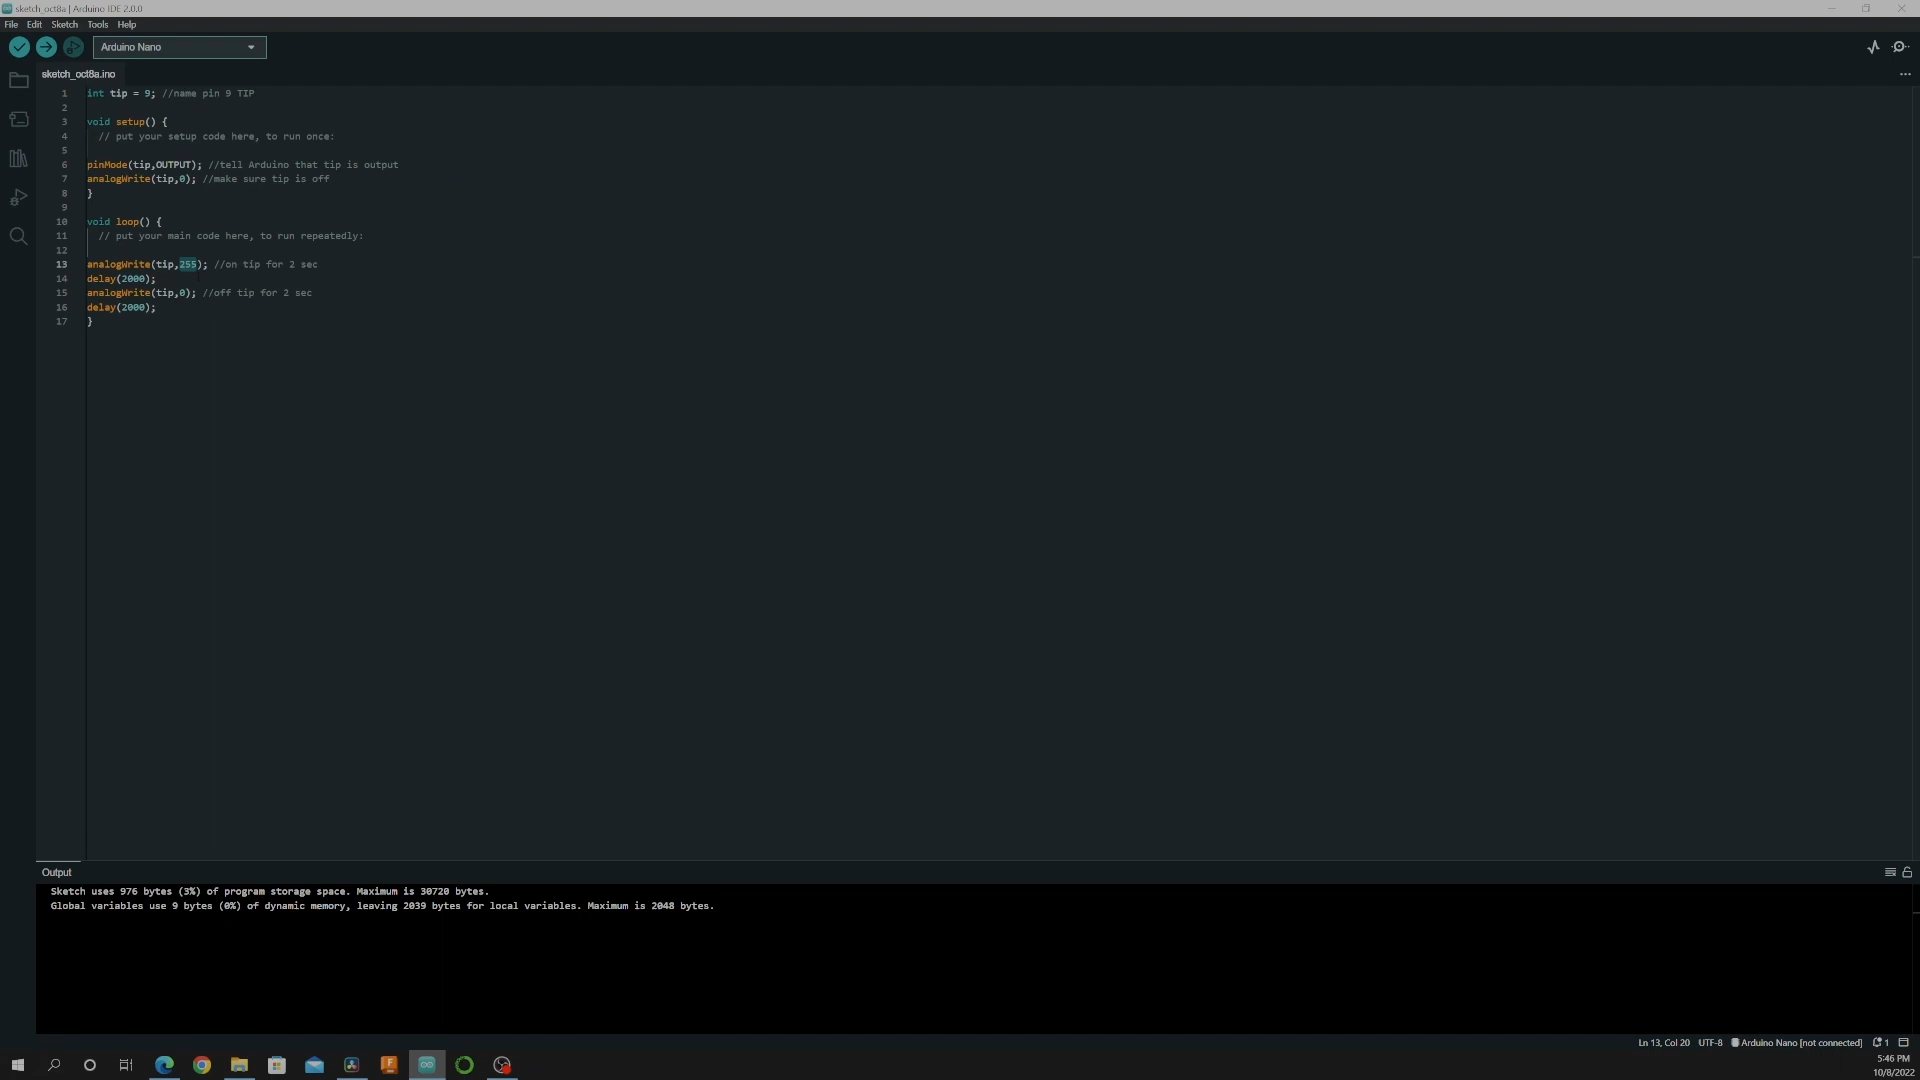 sketch_oct8a | Arduino IDE 2.0.0
File Edit Sketch Tools Help
Arduino Nano
sketch_oct8a.ino
1 int tip = 9; //name pin 9 TIP
2
3 void setup() {
4 // put your setup code here, to run once:
5
6 pinMode(tip,OUTPUT); //tell Arduino that tip is output
7 analogWrite(tip,0); //make sure tip is off
8 }
9
10 void loop() {
11 // put your main code here, to run repeatedly:
12
13 analogWrite(tip,255); //on tip for 2 sec
14 delay(2000);
15 analogWrite(tip,0); //off tip for 2 sec
16 delay(2000);
17 }
Output
Sketch uses 976 bytes (3%) of program storage space. Maximum is 30720 bytes.
Global variables use 9 bytes (0%) of dynamic memory, leaving 2039 bytes for local variables. Maximum is 2048 bytes.
Ln 13, Col 20 UTF-8 Arduino Nano [not connected] 1
5:46 PM
10/8/2022